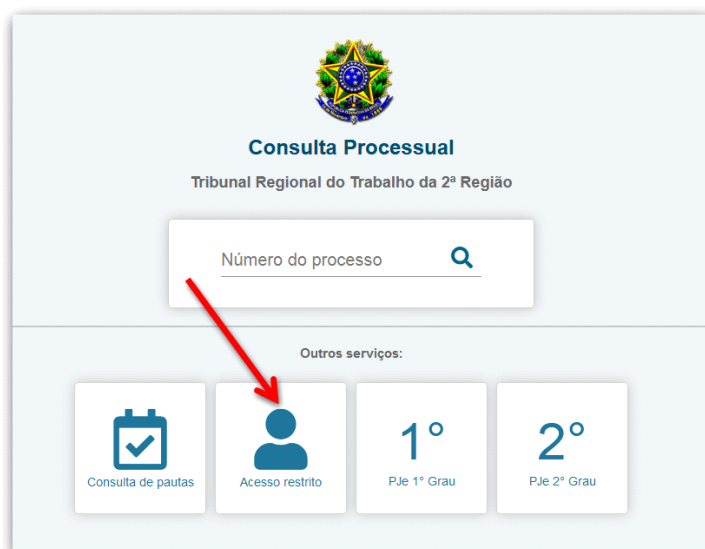 Consulta Processual
Tribunal Regional do Trabalho da 2ª Região
Número do processo
Outros serviços:
Consulta de pautas
Acesso restrito
1°
PJe 1° Grau
2°
PJe 2° Grau